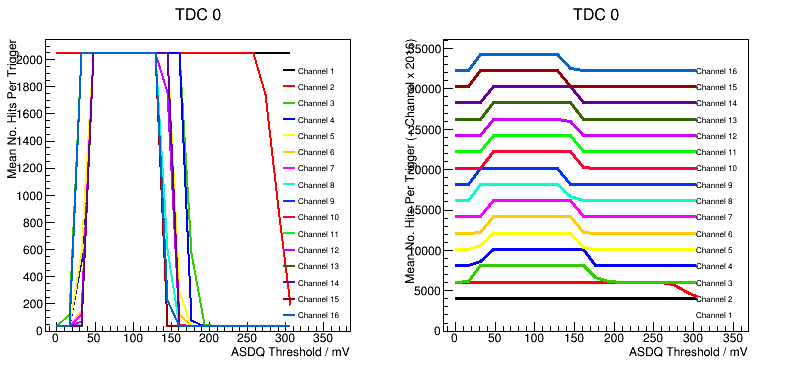 TDC 0
Mean No. Hits Per Trigger
2000
1800
1600
1400
1200
1000
800
600
400
200
0
0 50 100 150 200 250 300 350
ASDQ Threshold / mV
Channel 1
Channel 2
Channel 3
Channel 4
Channel 5
Channel 6
Channel 7
Channel 8
Channel 9
Channel 10
Channel 11
Channel 12
Channel 13
Channel 14
Channel 15
Channel 16
TDC 0
35000
30000
25000
20000
15000
10000
5000
0
0 50 100 150 200 250 300 350
ASDQ Threshold / mV
Mean No. Hits Per Trigger (+ Channel x
Channel 16
Channel 15
Channel 14
Channel 13
Channel 12
Channel 11
Channel 10
Channel 9
Channel 8
Channel 7
Channel 6
Channel 5
Channel 4
Channel 3
Channel 2
Channel 1